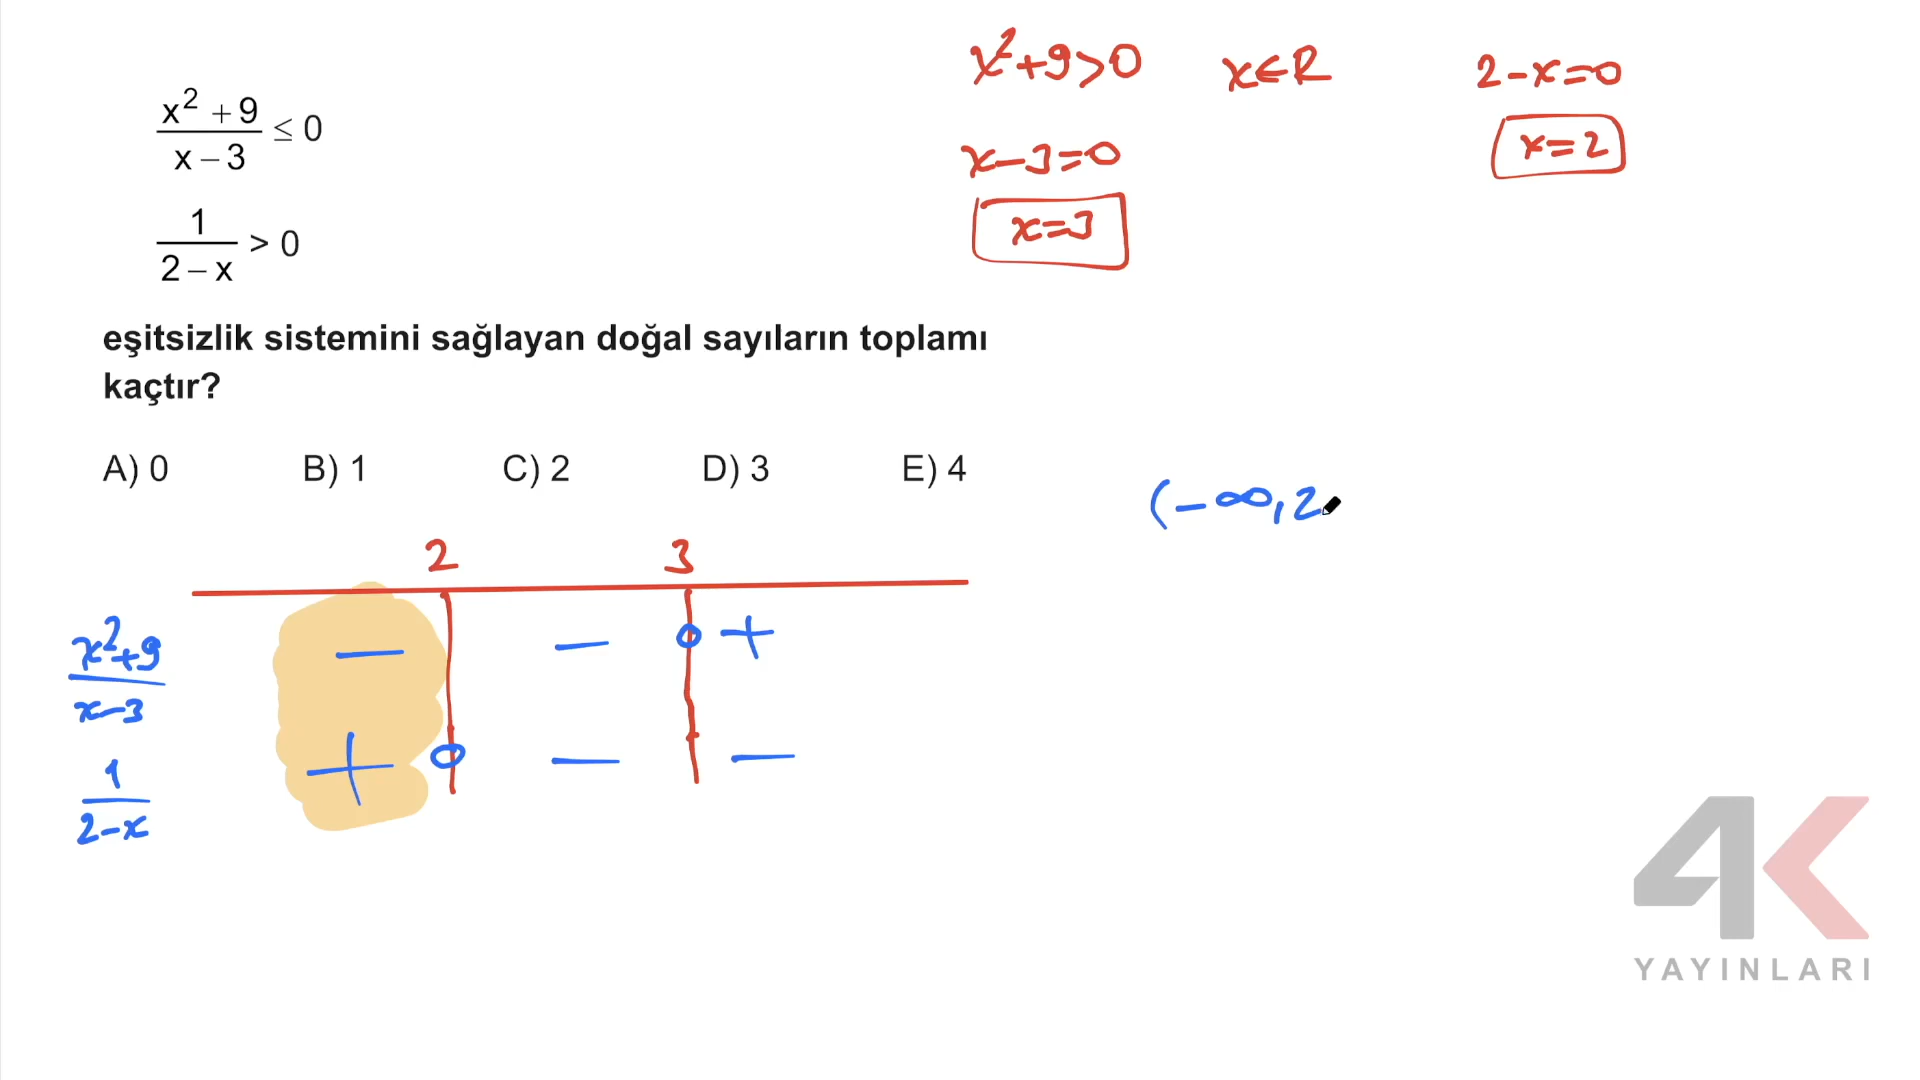 x² + 9 / x – 3 ≤ 0
1 / 2 – x > 0
eşitsizlik sistemini sağlayan doğal sayıların toplamı
kaçtır?
A) 0 B) 1 C) 2 D) 3 E) 4
x²+9>0 x∈R 2-x=0
x-3=0 x=2
x=3
(-∞,2
2 3
x²+9 / x-3 - - o +
1 / 2-x + o - -
4K
YAYINLARI